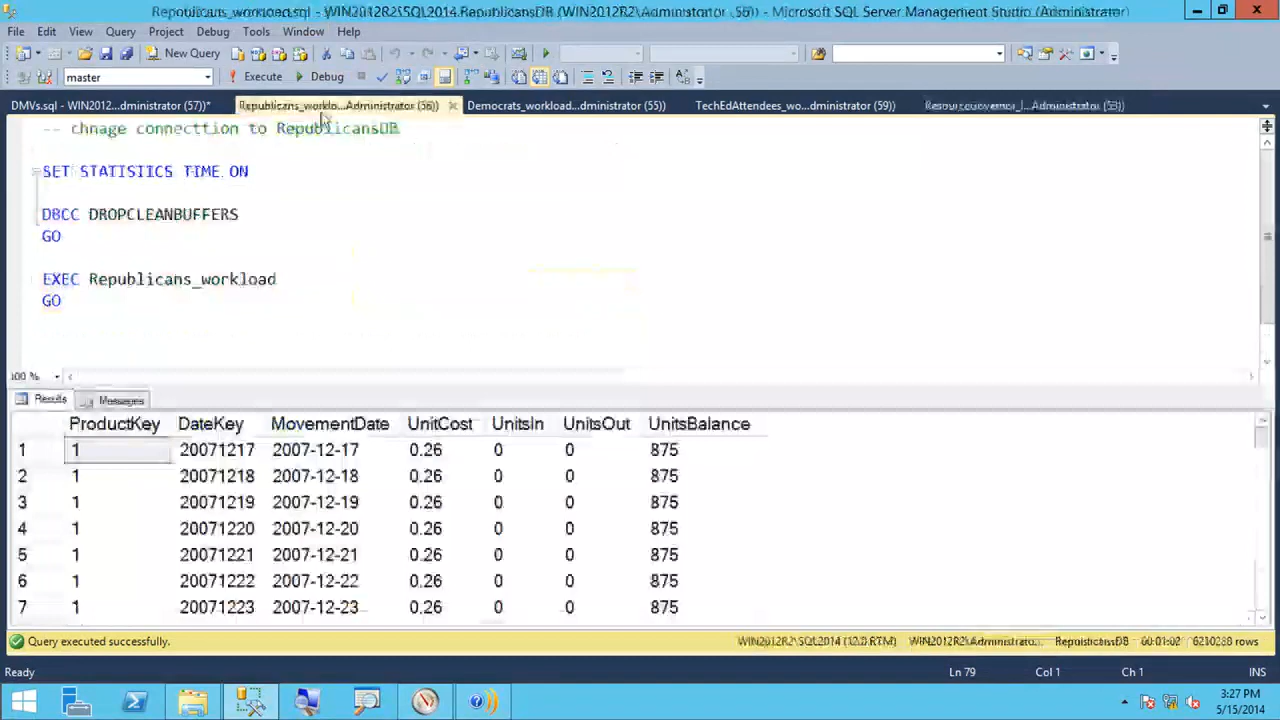 Republicans_workload.sql - WIN2012R2\SQL2014.RepublicansDB (WIN2012R2\Administrator (56)) - Microsoft SQL Server Management Studio (Administrator)
File Edit View Query Project Debug Tools Window Help
New Query
master Execute Debug
DMVs.sql - WIN2012...dministrator (57))* Republicans_worklo...Administrator (56)) Democrats_workload...dministrator (55)) TechEdAttendees_wo...dministrator (59))
-- chnage connecttion to RepublicansDB
SET STATISTICS TIME ON
DBCC DROPCLEANBUFFERS
GO
EXEC Republicans_workload
GO
100 %
Results Messages
ProductKey DateKey MovementDate UnitCost UnitsIn UnitsOut UnitsBalance
1 1 20071217 2007-12-17 0.26 0 0 875
2 1 20071218 2007-12-18 0.26 0 0 875
3 1 20071219 2007-12-19 0.26 0 0 875
4 1 20071220 2007-12-20 0.26 0 0 875
5 1 20071221 2007-12-21 0.26 0 0 875
6 1 20071222 2007-12-22 0.26 0 0 875
7 1 20071223 2007-12-23 0.26 0 0 875
Query executed successfully. WIN2012R2\SQL2014 (12.0 RTM) WIN2012R2\Administrato... RepublicansDB 00:01:02 rows
Ready Ln 79 Col 1 Ch 1 INS
3:27 PM
5/15/2014